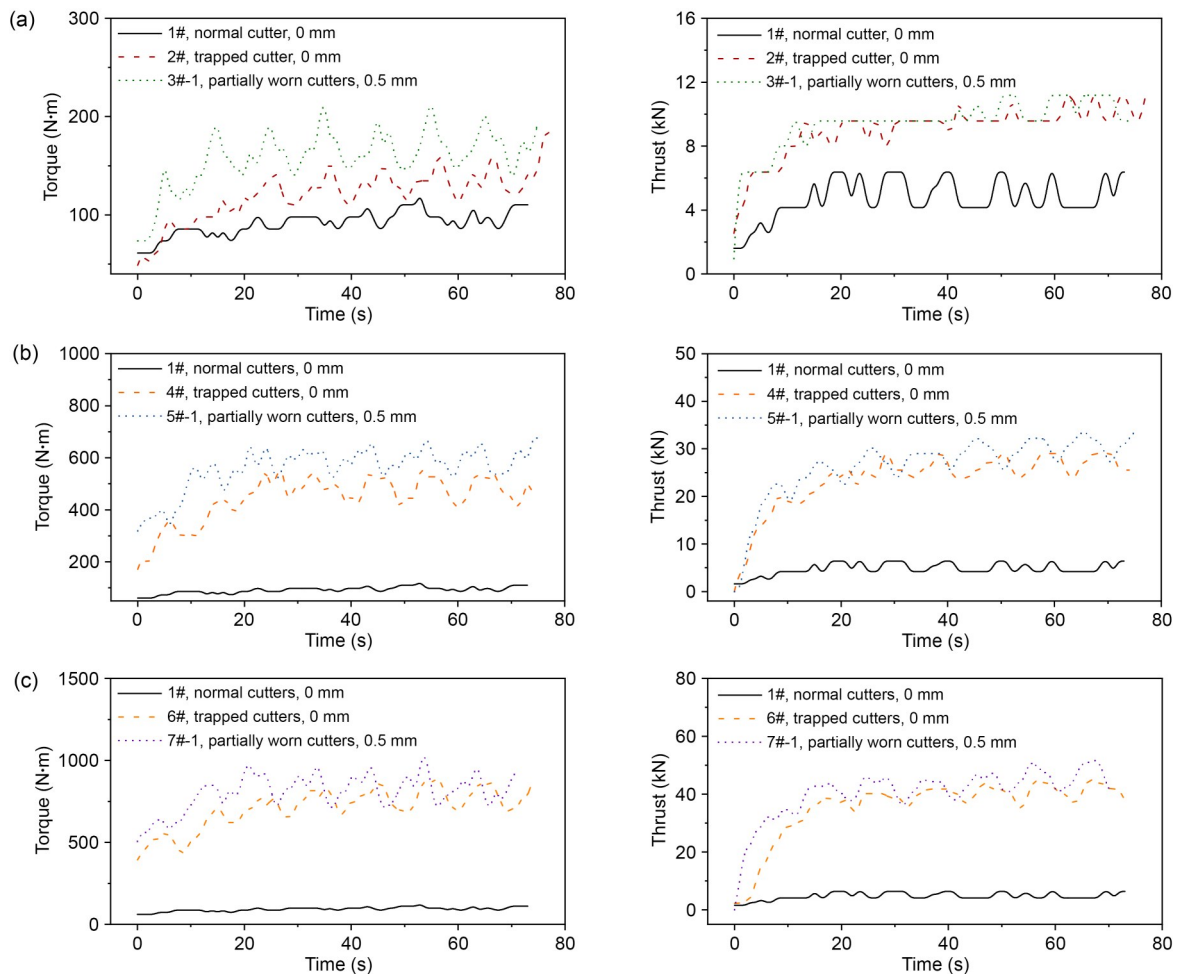 (a)
300
200
100
Torque (N·m)
1#, normal cutter, 0 mm
2#, trapped cutter, 0 mm
3#-1, partially worn cutters, 0.5 mm
0 20 40 60 80
Time (s)
16
12
8
4
0
Thrust (kN)
1#, normal cutter, 0 mm
2#, trapped cutter, 0 mm
3#-1, partially worn cutters, 0.5 mm
0 20 40 60 80
Time (s)
(b)
1000
800
600
400
200
Torque (N·m)
1#, normal cutters, 0 mm
4#, trapped cutters, 0 mm
5#-1, partially worn cutters, 0.5 mm
0 20 40 60 80
Time (s)
50
40
30
20
10
0
Thrust (kN)
1#, normal cutters, 0 mm
4#, trapped cutters, 0 mm
5#-1, partially worn cutters, 0.5 mm
0 20 40 60 80
Time (s)
(c)
1500
1000
500
0
Torque (N·m)
1#, normal cutters, 0 mm
6#, trapped cutters, 0 mm
7#-1, partially worn cutters, 0.5 mm
0 20 40 60 80
Time (s)
80
60
40
20
0
Thrust (kN)
1#, normal cutters, 0 mm
6#, trapped cutters, 0 mm
7#-1, partially worn cutters, 0.5 mm
0 20 40 60 80
Time (s)